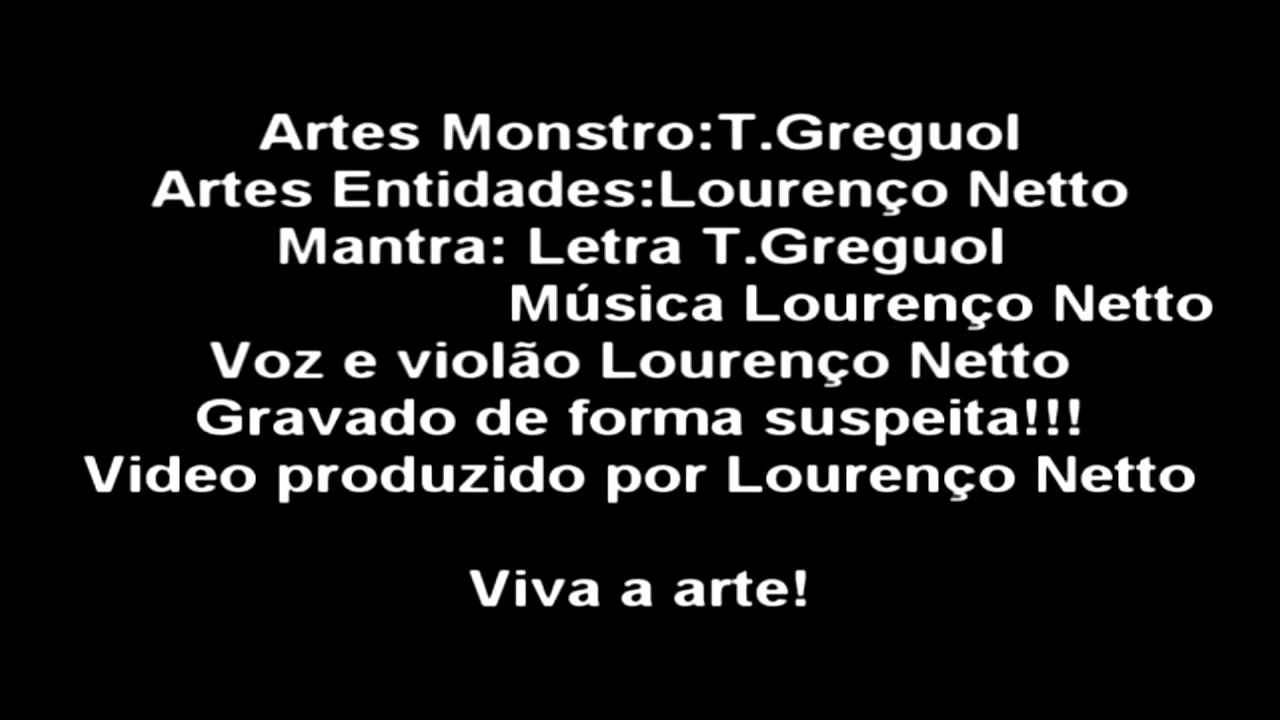 Artes Monstro:T.Greguol
Artes Entidades:Lourenço Netto
Mantra: Letra T.Greguol
Música Lourenço Netto
Voz e violão Lourenço Netto
Gravado de forma suspeita!!!
Video produzido por Lourenço Netto
Viva a arte!